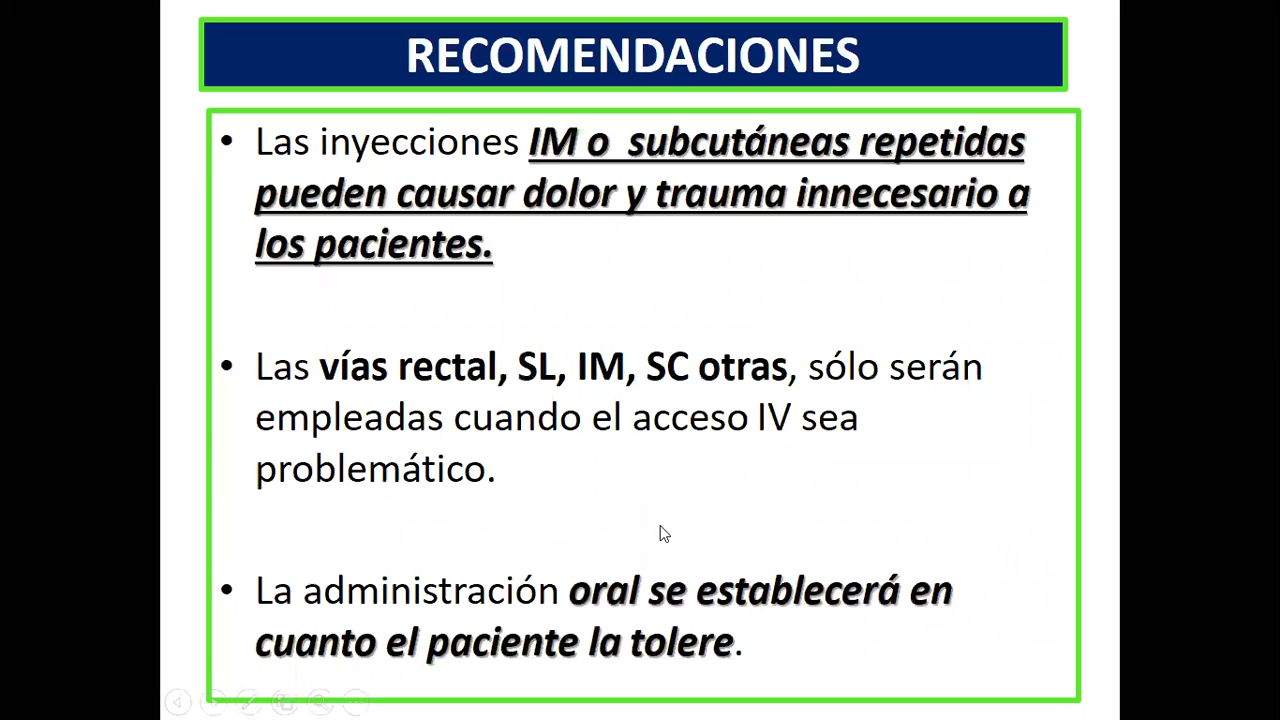 RECOMENDACIONES
• Las inyecciones IM o subcutáneas repetidas
pueden causar dolor y trauma innecesario a
los pacientes.
• Las vías rectal, SL, IM, SC otras, sólo serán
empleadas cuando el acceso IV sea
problemático.
• La administración oral se establecerá en
cuanto el paciente la tolere.